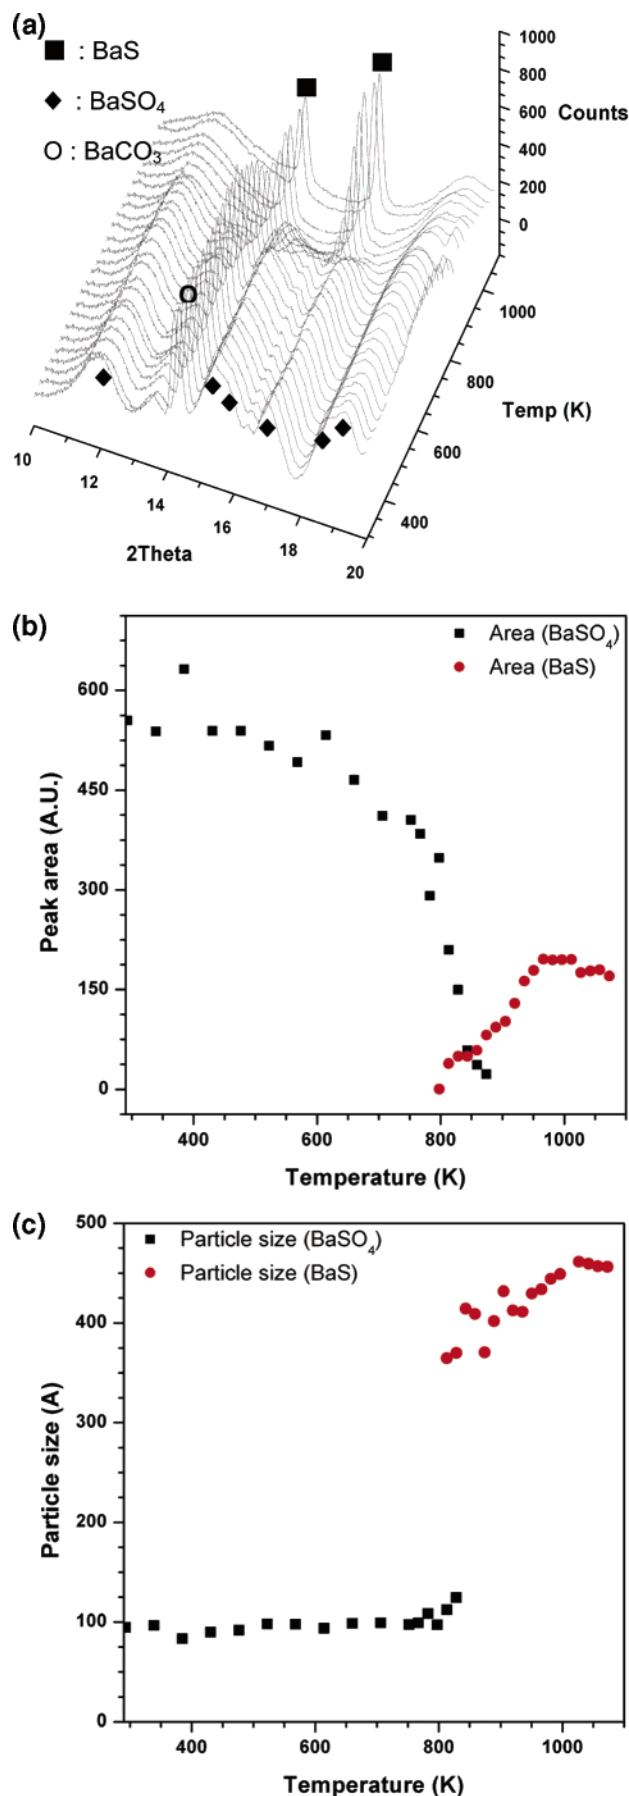 (a)
■ : BaS
◆ : BaSO₄
O : BaCO₃
1000
800
600
400
200
0
Counts
O
1000
800
600
400
Temp (K)
10
12
14
16
18
20
2Theta
(b)
Area (BaSO₄)
Area (BaS)
600
450
300
150
0
Peak area (A.U.)
400 600 800 1000
Temperature (K)
(c)
Particle size (BaSO₄)
Particle size (BaS)
500
400
300
200
100
0
Particle size (A)
400 600 800 1000
Temperature (K)